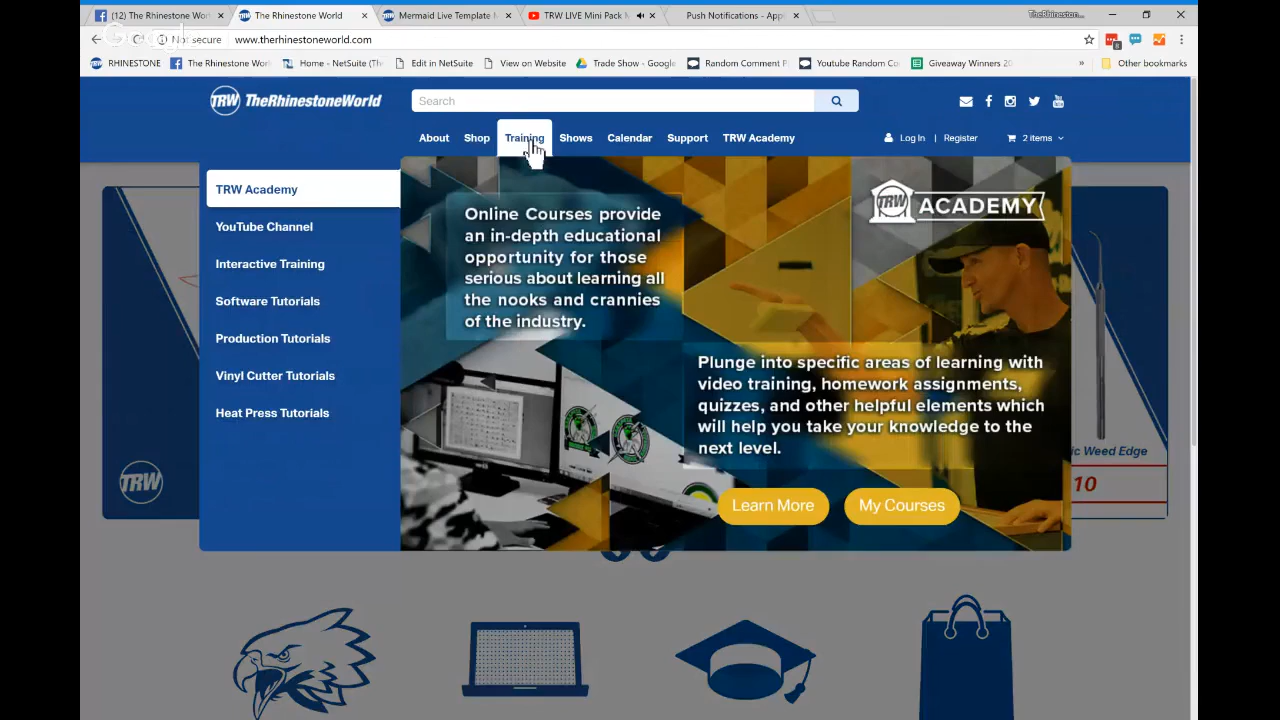 (12) The Rhinestone Wor
The Rhinestone World
Mermaid Live Template
TRW LIVE Mini Pack
Push Notifications - App
TheRhinestone...
Google
Not secure
www.therhinestoneworld.com
8
RHINESTONE
The Rhinestone Wor
Home - NetSuite (Th
Edit in NetSuite
View on Website
Trade Show - Google
Random Comment P
Youtube Random Co
Giveaway Winners 20
»
Other bookmarks
TRW TheRhinestoneWorld
Search
About Shop Training Shows Calendar Support TRW Academy
Log In | Register
2 items
TRW Academy
YouTube Channel
Interactive Training
Software Tutorials
Production Tutorials
Vinyl Cutter Tutorials
Heat Press Tutorials
Online Courses provide
an in-depth educational
opportunity for those
serious about learning all
the nooks and crannies
of the industry.
TRW ACADEMY
Plunge into specific areas of learning with
video training, homework assignments,
quizzes, and other helpful elements which
will help you take your knowledge to the
next level.
Learn More
My Courses
TRW
ic Weed Edge
10